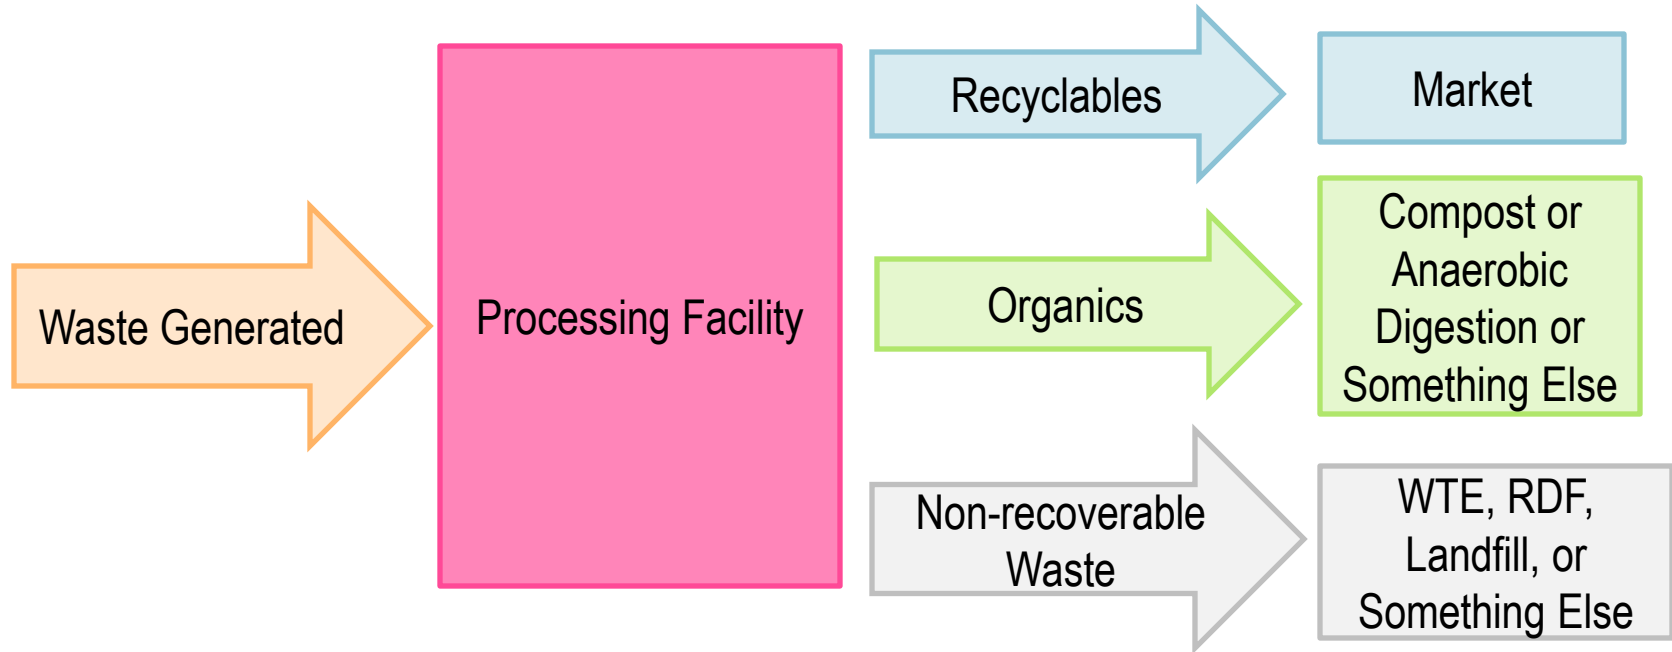 Waste Generated
Processing Facility
Recyclables
Market
Organics
Compost or
Anaerobic
Digestion or
Something Else
Non-recoverable
Waste
WTE, RDF,
Landfill, or
Something Else